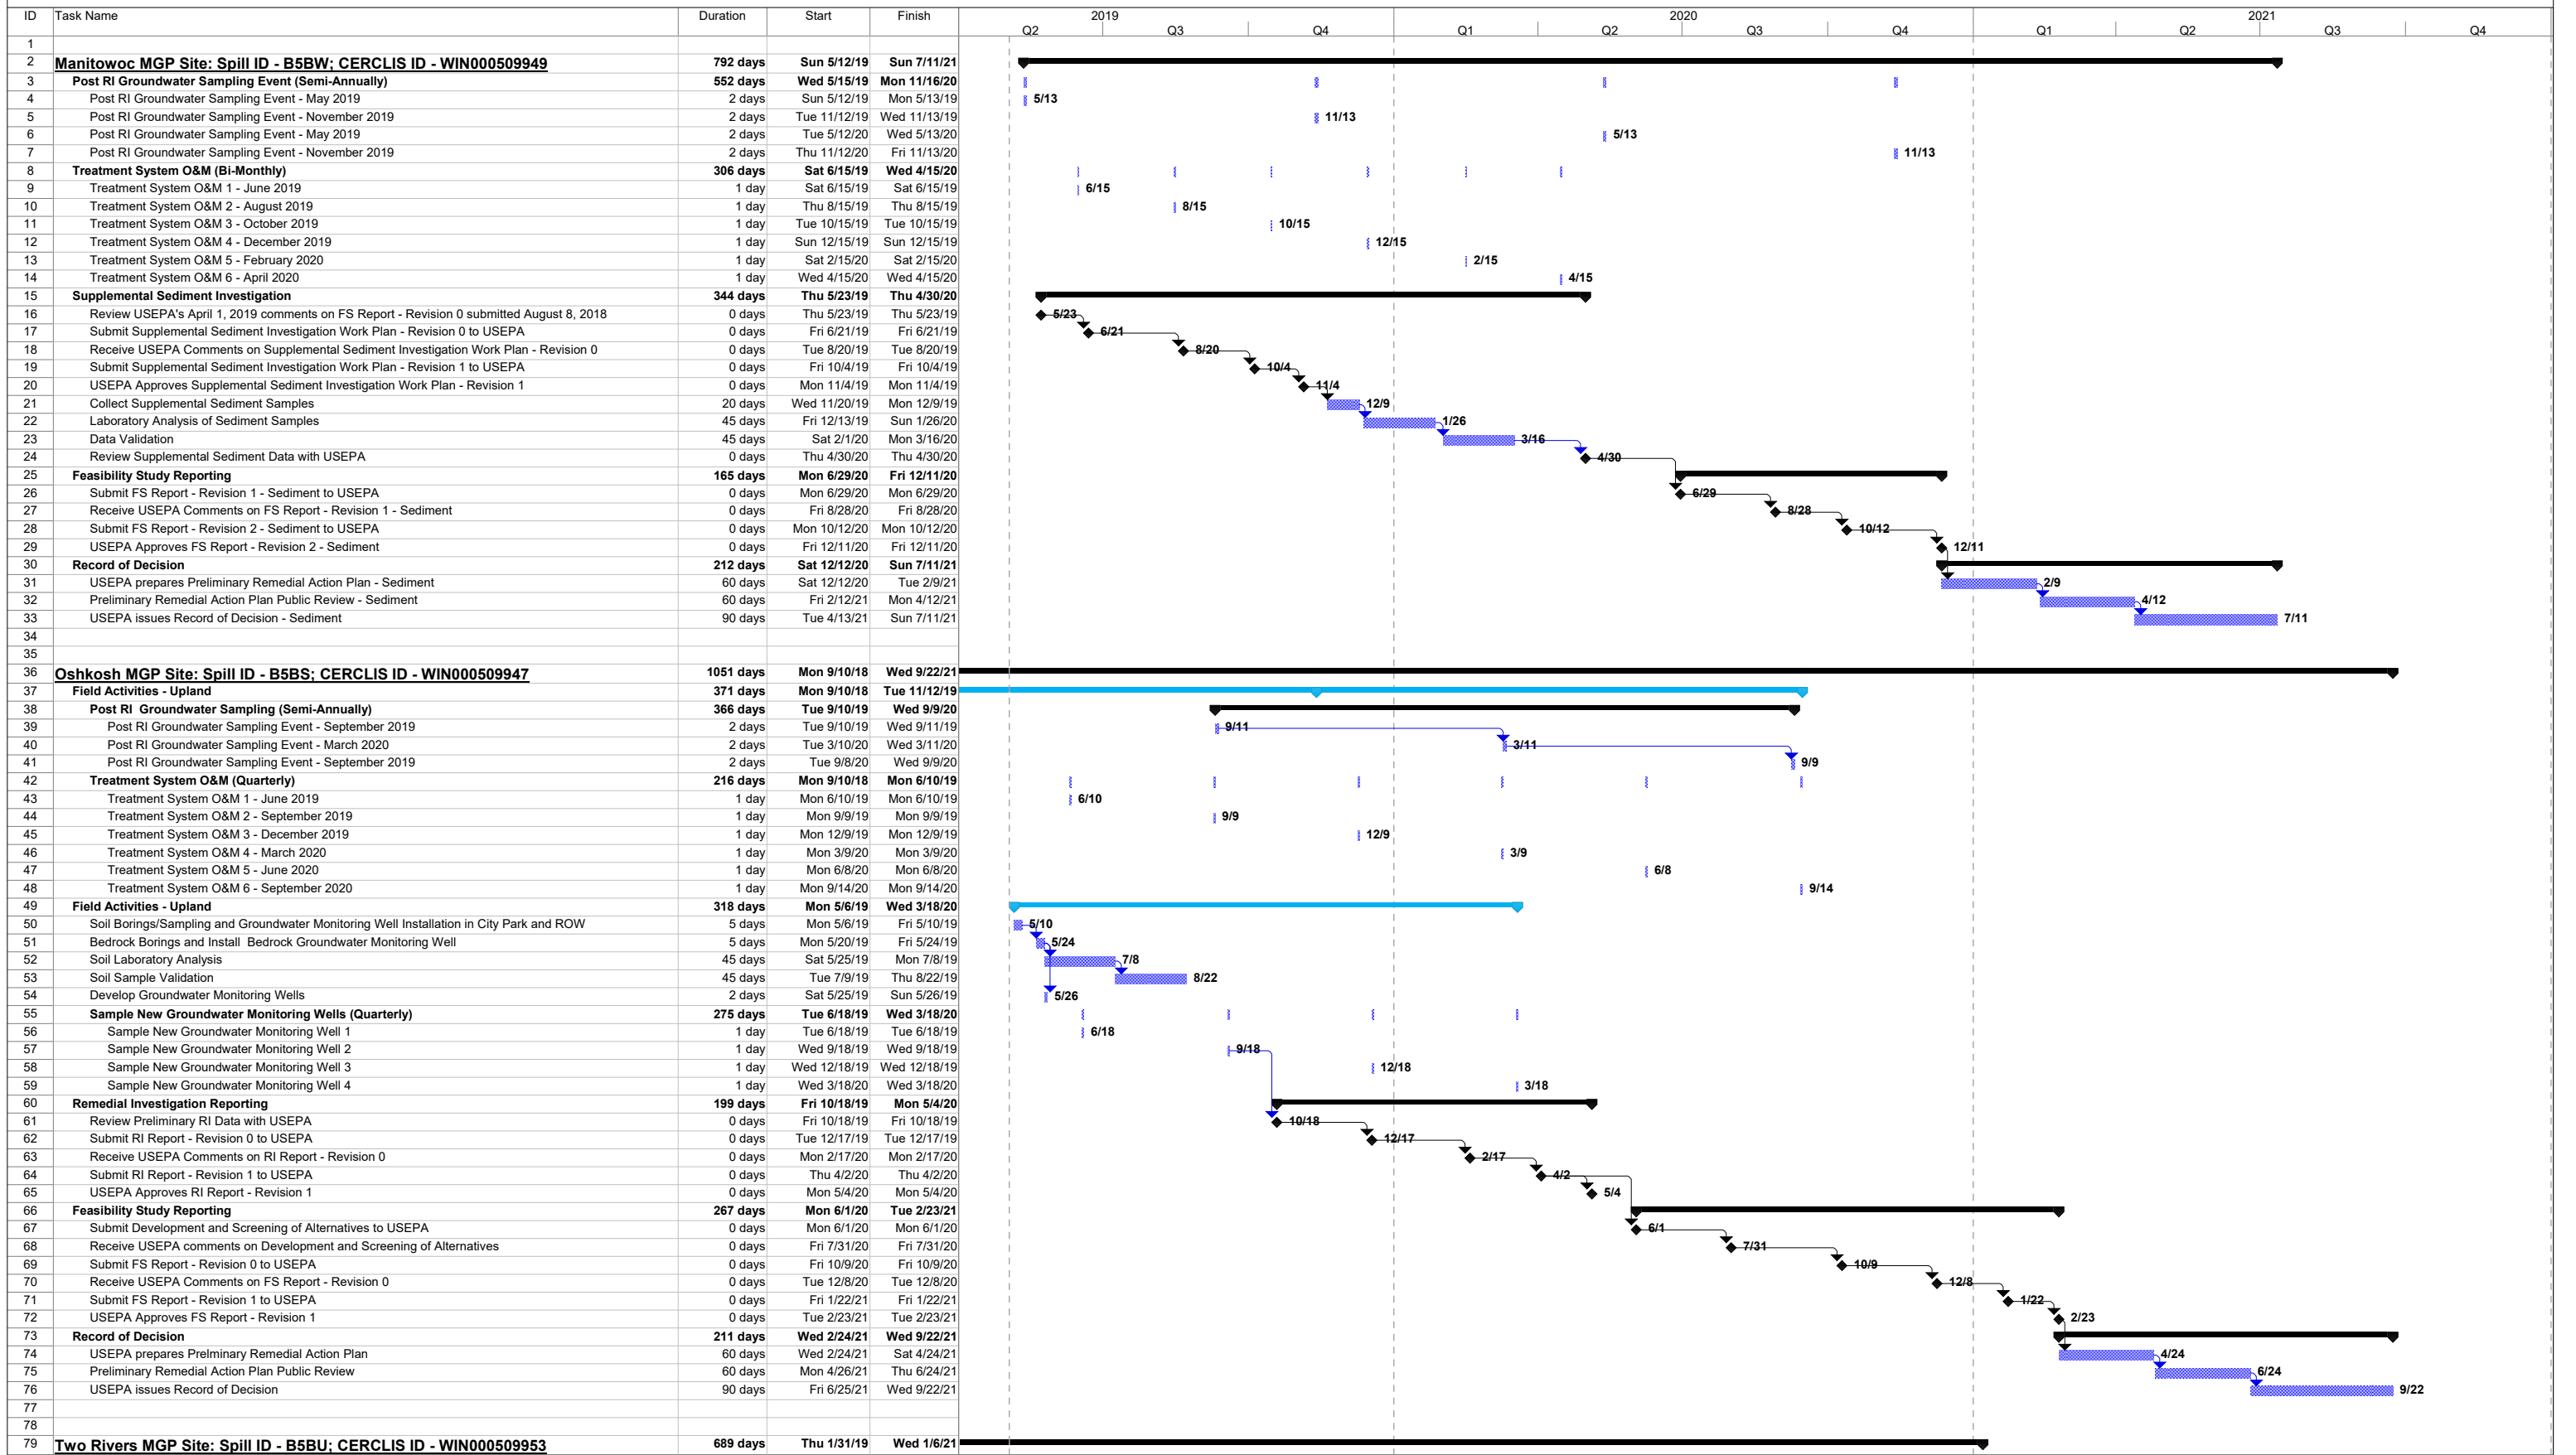 ID Task Name Duration Start Finish 2019 2020 2021
Q2 Q3 Q4 Q1 Q2 Q3 Q4 Q1 Q2 Q3 Q4
1
2 Manitowoc MGP Site: Spill ID - B5BW; CERCLIS ID - WIN000509949 792 days Sun 5/12/19 Sun 7/11/21
3 Post RI Groundwater Sampling Event (Semi-Annually) 552 days Wed 5/15/19 Mon 11/16/20
4 Post RI Groundwater Sampling Event - May 2019 2 days Sun 5/12/19 Mon 5/13/19 5/13
5 Post RI Groundwater Sampling Event - November 2019 2 days Tue 11/12/19 Wed 11/13/19 11/13
6 Post RI Groundwater Sampling Event - May 2019 2 days Tue 5/12/20 Wed 5/13/20 5/13
7 Post RI Groundwater Sampling Event - November 2019 2 days Thu 11/12/20 Fri 11/13/20 11/13
8 Treatment System O&M (Bi-Monthly) 306 days Sat 6/15/19 Wed 4/15/20
9 Treatment System O&M 1 - June 2019 1 day Sat 6/15/19 Sat 6/15/19 6/15
10 Treatment System O&M 2 - August 2019 1 day Thu 8/15/19 Thu 8/15/19 8/15
11 Treatment System O&M 3 - October 2019 1 day Tue 10/15/19 Tue 10/15/19 10/15
12 Treatment System O&M 4 - December 2019 1 day Sun 12/15/19 Sun 12/15/19 12/15
13 Treatment System O&M 5 - February 2020 1 day Sat 2/15/20 Sat 2/15/20 2/15
14 Treatment System O&M 6 - April 2020 1 day Wed 4/15/20 Wed 4/15/20 4/15
15 Supplemental Sediment Investigation 344 days Thu 5/23/19 Thu 4/30/20
16 Review USEPA's April 1, 2019 comments on FS Report - Revision 0 submitted August 8, 2018 0 days Thu 5/23/19 Thu 5/23/19 5/23
17 Submit Supplemental Sediment Investigation Work Plan - Revision 0 to USEPA 0 days Fri 6/21/19 Fri 6/21/19 6/21
18 Receive USEPA Comments on Supplemental Sediment Investigation Work Plan - Revision 0 0 days Tue 8/20/19 Tue 8/20/19 8/20
19 Submit Supplemental Sediment Investigation Work Plan - Revision 1 to USEPA 0 days Fri 10/4/19 Fri 10/4/19 10/4
20 USEPA Approves Supplemental Sediment Investigation Work Plan - Revision 1 0 days Mon 11/4/19 Mon 11/4/19 11/4
21 Collect Supplemental Sediment Samples 20 days Wed 11/20/19 Mon 12/9/19 12/9
22 Laboratory Analysis of Sediment Samples 45 days Fri 12/13/19 Sun 1/26/20 1/26
23 Data Validation 45 days Sat 2/1/20 Mon 3/16/20 3/16
24 Review Supplemental Sediment Data with USEPA 0 days Thu 4/30/20 Thu 4/30/20 4/30
25 Feasibility Study Reporting 165 days Mon 6/29/20 Fri 12/11/20
26 Submit FS Report - Revision 1 - Sediment to USEPA 0 days Mon 6/29/20 Mon 6/29/20 6/29
27 Receive USEPA Comments on FS Report - Revision 1 - Sediment 0 days Fri 8/28/20 Fri 8/28/20 8/28
28 Submit FS Report - Revision 2 - Sediment to USEPA 0 days Mon 10/12/20 Mon 10/12/20 10/12
29 USEPA Approves FS Report - Revision 2 - Sediment 0 days Fri 12/11/20 Fri 12/11/20 12/11
30 Record of Decision 212 days Sat 12/12/20 Sun 7/11/21
31 USEPA prepares Preliminary Remedial Action Plan - Sediment 60 days Sat 12/12/20 Tue 2/9/21 2/9
32 Preliminary Remedial Action Plan Public Review - Sediment 60 days Fri 2/12/21 Mon 4/12/21 4/12
33 USEPA issues Record of Decision - Sediment 90 days Tue 4/13/21 Sun 7/11/21 7/11
34
35
36 Oshkosh MGP Site: Spill ID - B5BS; CERCLIS ID - WIN000509947 1051 days Mon 9/10/18 Wed 9/22/21
37 Field Activities - Upland 371 days Mon 9/10/18 Tue 11/12/19
38 Post RI  Groundwater Sampling (Semi-Annually) 366 days Tue 9/10/19 Wed 9/9/20
39 Post RI Groundwater Sampling Event - September 2019 2 days Tue 9/10/19 Wed 9/11/19 9/11
40 Post RI Groundwater Sampling Event - March 2020 2 days Tue 3/10/20 Wed 3/11/20 3/11
41 Post RI Groundwater Sampling Event - September 2019 2 days Tue 9/8/20 Wed 9/9/20 9/9
42 Treatment System O&M (Quarterly) 216 days Mon 9/10/18 Mon 6/10/19
43 Treatment System O&M 1 - June 2019 1 day Mon 6/10/19 Mon 6/10/19 6/10
44 Treatment System O&M 2 - September 2019 1 day Mon 9/9/19 Mon 9/9/19 9/9
45 Treatment System O&M 3 - December 2019 1 day Mon 12/9/19 Mon 12/9/19 12/9
46 Treatment System O&M 4 - March 2020 1 day Mon 3/9/20 Mon 3/9/20 3/9
47 Treatment System O&M 5 - June 2020 1 day Mon 6/8/20 Mon 6/8/20 6/8
48 Treatment System O&M 6 - September 2020 1 day Mon 9/14/20 Mon 9/14/20 9/14
49 Field Activities - Upland 318 days Mon 5/6/19 Wed 3/18/20
50 Soil Borings/Sampling and Groundwater Monitoring Well Installation in City Park and ROW 5 days Mon 5/6/19 Fri 5/10/19 5/10
51 Bedrock Borings and Install  Bedrock Groundwater Monitoring Well 5 days Mon 5/20/19 Fri 5/24/19 5/24
52 Soil Laboratory Analysis 45 days Sat 5/25/19 Mon 7/8/19 7/8
53 Soil Sample Validation 45 days Tue 7/9/19 Thu 8/22/19 8/22
54 Develop Groundwater Monitoring Wells 2 days Sat 5/25/19 Sun 5/26/19 5/26
55 Sample New Groundwater Monitoring Wells (Quarterly) 275 days Tue 6/18/19 Wed 3/18/20
56 Sample New Groundwater Monitoring Well 1 1 day Tue 6/18/19 Tue 6/18/19 6/18
57 Sample New Groundwater Monitoring Well 2 1 day Wed 9/18/19 Wed 9/18/19 9/18
58 Sample New Groundwater Monitoring Well 3 1 day Wed 12/18/19 Wed 12/18/19 12/18
59 Sample New Groundwater Monitoring Well 4 1 day Wed 3/18/20 Wed 3/18/20 3/18
60 Remedial Investigation Reporting 199 days Fri 10/18/19 Mon 5/4/20
61 Review Preliminary RI Data with USEPA 0 days Fri 10/18/19 Fri 10/18/19 10/18
62 Submit RI Report - Revision 0 to USEPA 0 days Tue 12/17/19 Tue 12/17/19 12/17
63 Receive USEPA Comments on RI Report - Revision 0 0 days Mon 2/17/20 Mon 2/17/20 2/17
64 Submit RI Report - Revision 1 to USEPA 0 days Thu 4/2/20 Thu 4/2/20 4/2
65 USEPA Approves RI Report - Revision 1 0 days Mon 5/4/20 Mon 5/4/20 5/4
66 Feasibility Study Reporting 267 days Mon 6/1/20 Tue 2/23/21
67 Submit Development and Screening of Alternatives to USEPA 0 days Mon 6/1/20 Mon 6/1/20 6/1
68 Receive USEPA comments on Development and Screening of Alternatives 0 days Fri 7/31/20 Fri 7/31/20 7/31
69 Submit FS Report - Revision 0 to USEPA 0 days Fri 10/9/20 Fri 10/9/20 10/9
70 Receive USEPA Comments on FS Report - Revision 0 0 days Tue 12/8/20 Tue 12/8/20 12/8
71 Submit FS Report - Revision 1 to USEPA 0 days Fri 1/22/21 Fri 1/22/21 1/22
72 USEPA Approves FS Report - Revision 1 0 days Tue 2/23/21 Tue 2/23/21 2/23
73 Record of Decision 211 days Wed 2/24/21 Wed 9/22/21
74 USEPA prepares Prelminary Remedial Action Plan 60 days Wed 2/24/21 Sat 4/24/21 4/24
75 Preliminary Remedial Action Plan Public Review 60 days Mon 4/26/21 Thu 6/24/21 6/24
76 USEPA issues Record of Decision 90 days Fri 6/25/21 Wed 9/22/21 9/22
77
78
79 Two Rivers MGP Site: Spill ID - B5BU; CERCLIS ID - WIN000509953 689 days Thu 1/31/19 Wed 1/6/21